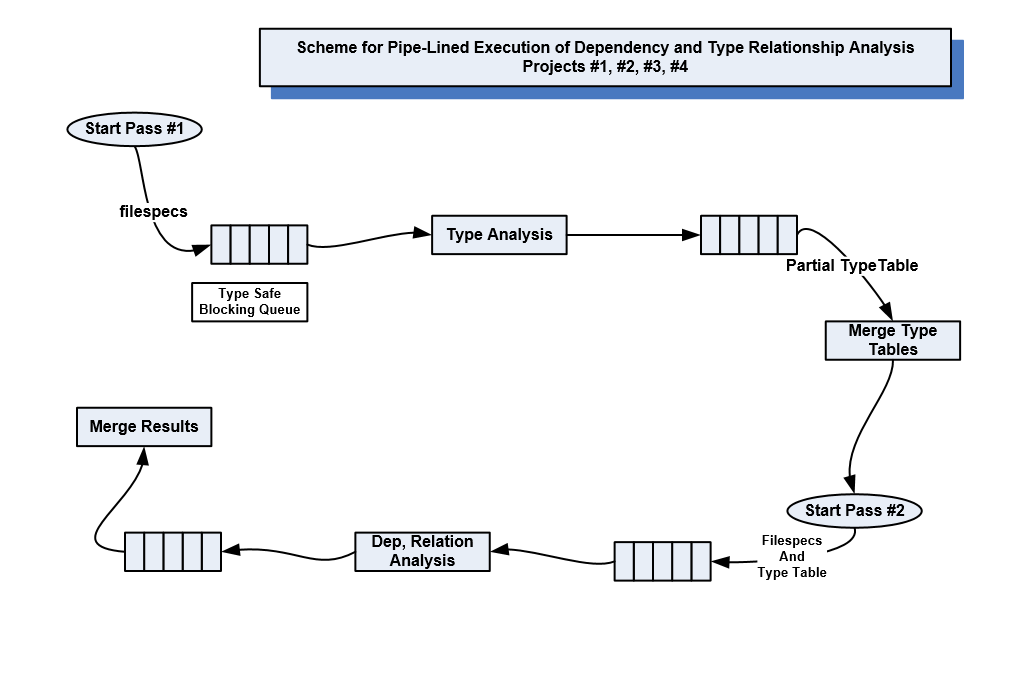 Scheme for Pipe-Lined Execution of Dependency and Type Relationship Analysis
Projects #1, #2, #3, #4
Start Pass #1
filespecs
Type Safe
Blocking Queue
Type Analysis
Partial TypeTable
Merge Type
Tables
Start Pass #2
Filespecs
And
Type Table
Dep, Relation
Analysis
Merge Results